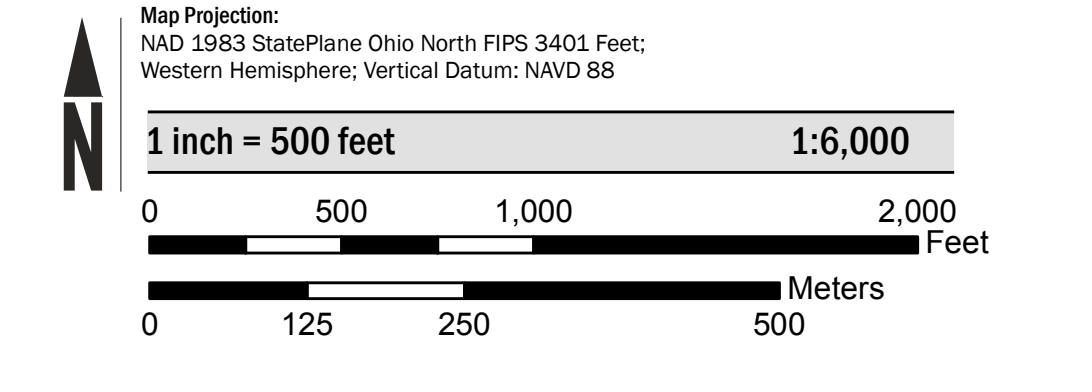 Map Projection:
NAD 1983 StatePlane Ohio North FIPS 3401 Feet;
Western Hemisphere; Vertical Datum: NAVD 88
N
1 inch = 500 feet 1:6,000
0 500 1,000 2,000
Feet
Meters
0 125 250 500